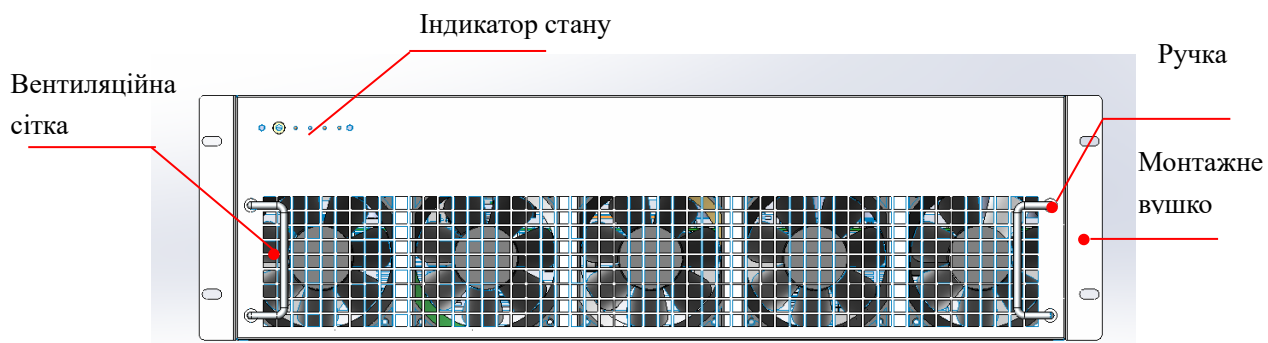 Індикатор стану
Ручка
Вентиляційна
сітка
Монтажне
вушко